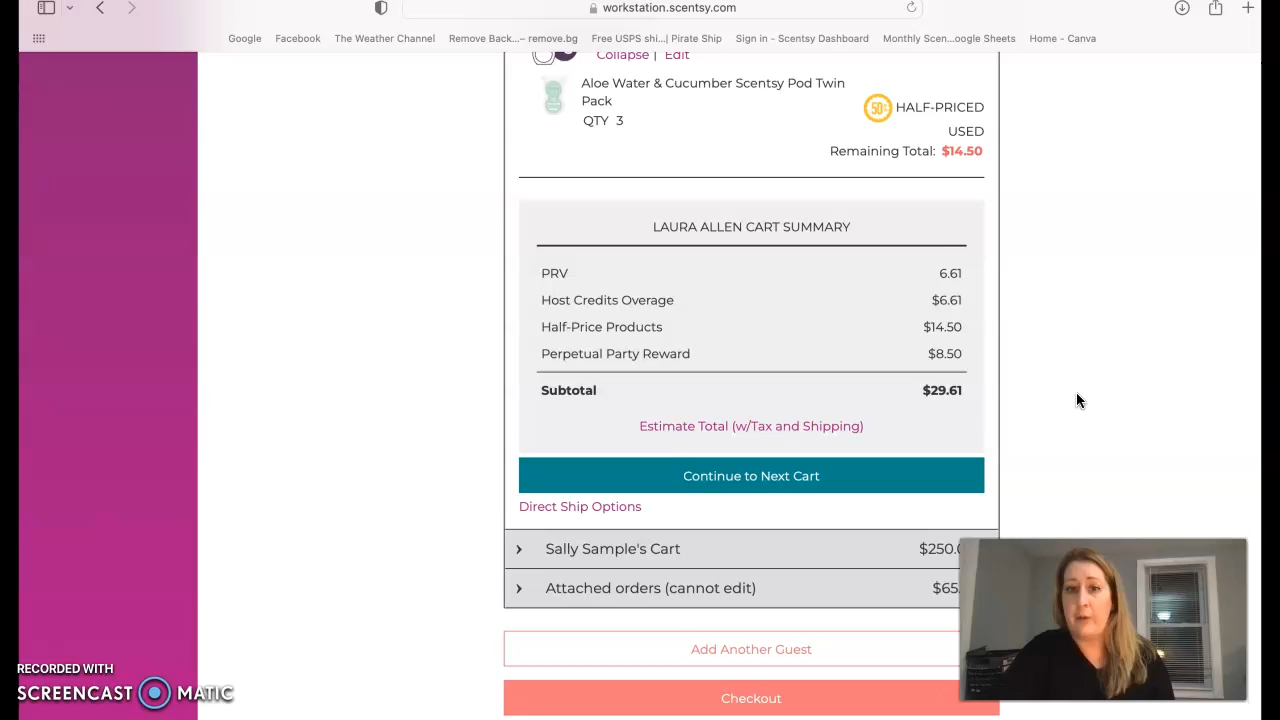 workstation.scentsy.com
Google
Facebook
The Weather Channel
Remove Back...– remove.bg
Free USPS shi...| Pirate Ship
Sign in - Scentsy Dashboard
Monthly Scen...oogle Sheets
Home – Canva
Collapse | Edit
Aloe Water & Cucumber Scentsy Pod Twin
Pack
QTY 3
HALF-PRICED
USED
Remaining Total: $14.50
LAURA ALLEN CART SUMMARY
PRV 6.61
Host Credits Overage $6.61
Half-Price Products $14.50
Perpetual Party Reward $8.50
Subtotal $29.61
Estimate Total (w/Tax and Shipping)
Continue to Next Cart
Direct Ship Options
Sally Sample's Cart $250.0
Attached orders (cannot edit) $65.
Add Another Guest
Checkout
RECORDED WITH
SCREENCAST MATIC